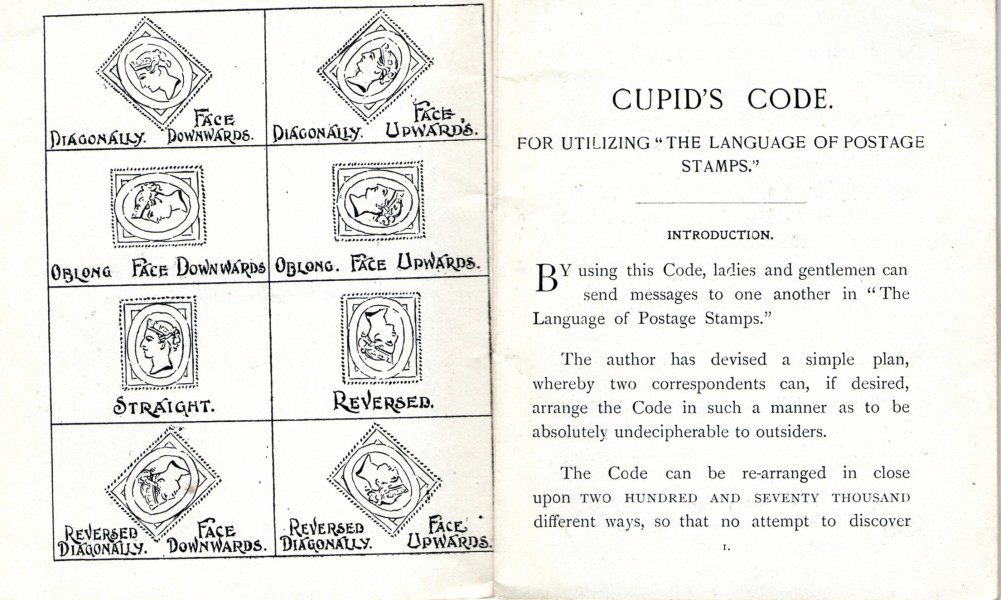 DIAGONALLY. FACE DOWNWARDS.
DIAGONALLY. FACE, UPWARDS.
OBLONG FACE DOWNWARDS
OBLONG. FACE UPWARDS.
STRAIGHT.
REVERSED.
REVERSED DIAGONALLY. FACE DOWNWARDS.
REVERSED DIAGONALLY. FACE UPWARDS.
CUPID'S CODE.
FOR UTILIZING "THE LANGUAGE OF POSTAGE
STAMPS."
INTRODUCTION.
BY using this Code, ladies and gentlemen can
send messages to one another in "The
Language of Postage Stamps."
The author has devised a simple plan,
whereby two correspondents can, if desired,
arrange the Code in such a manner as to be
absolutely undecipherable to outsiders.
The Code can be re-arranged in close
upon TWO HUNDRED AND SEVENTY THOUSAND
different ways, so that no attempt to discover
1.